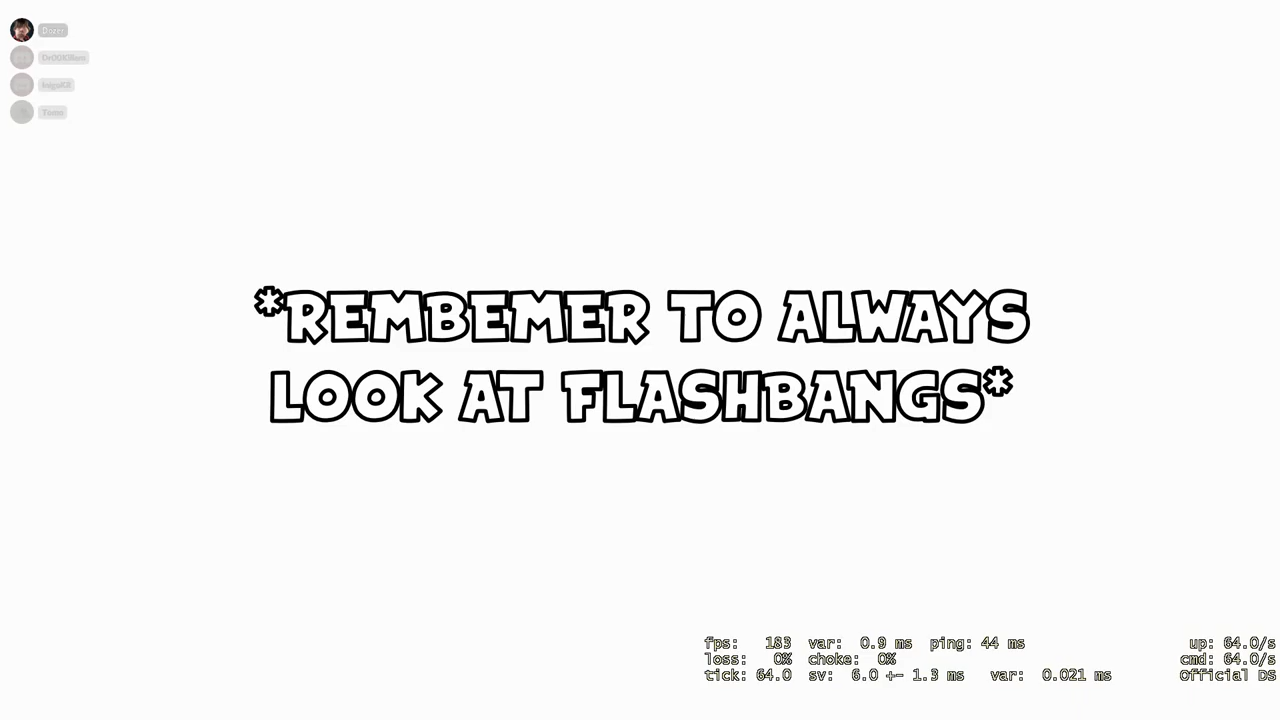 Dozer
Tomo
*REMBEMER TO ALWAYS
LOOK AT FLASHBANGS*
fps: 183 var: 0.9 ms ping: 44 ms up: 64.0/s
loss: 0% choke: 0% cmd: 64.0/s
tick: 64.0 sv: 6.0 +- 1.3 ms var: 0.021 ms Official DS